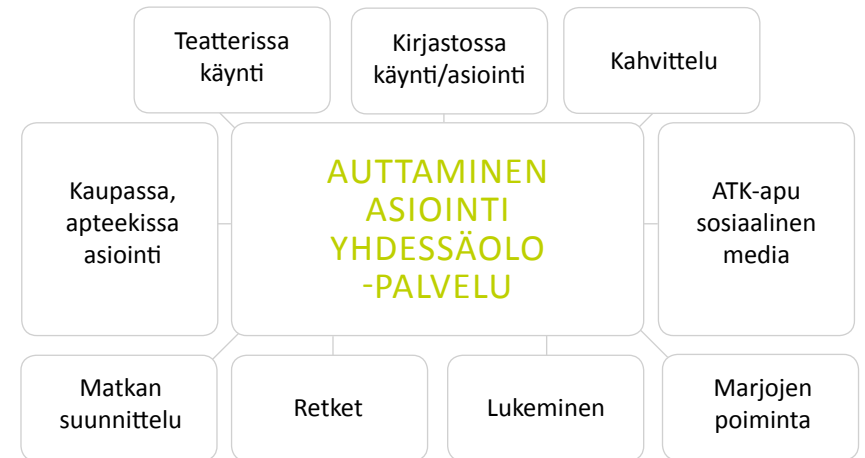 Teatterissa
käynti
Kirjastossa
käynti/asiointi
Kahvittelu
Kaupassa,
apteekissa
asiointi
AUTTAMINEN
ASIOINTI
YHDESSÄOLO
-PALVELU
ATK-apu
sosiaalinen
media
Matkan
suunnittelu
Retket
Lukeminen
Marjojen
poiminta